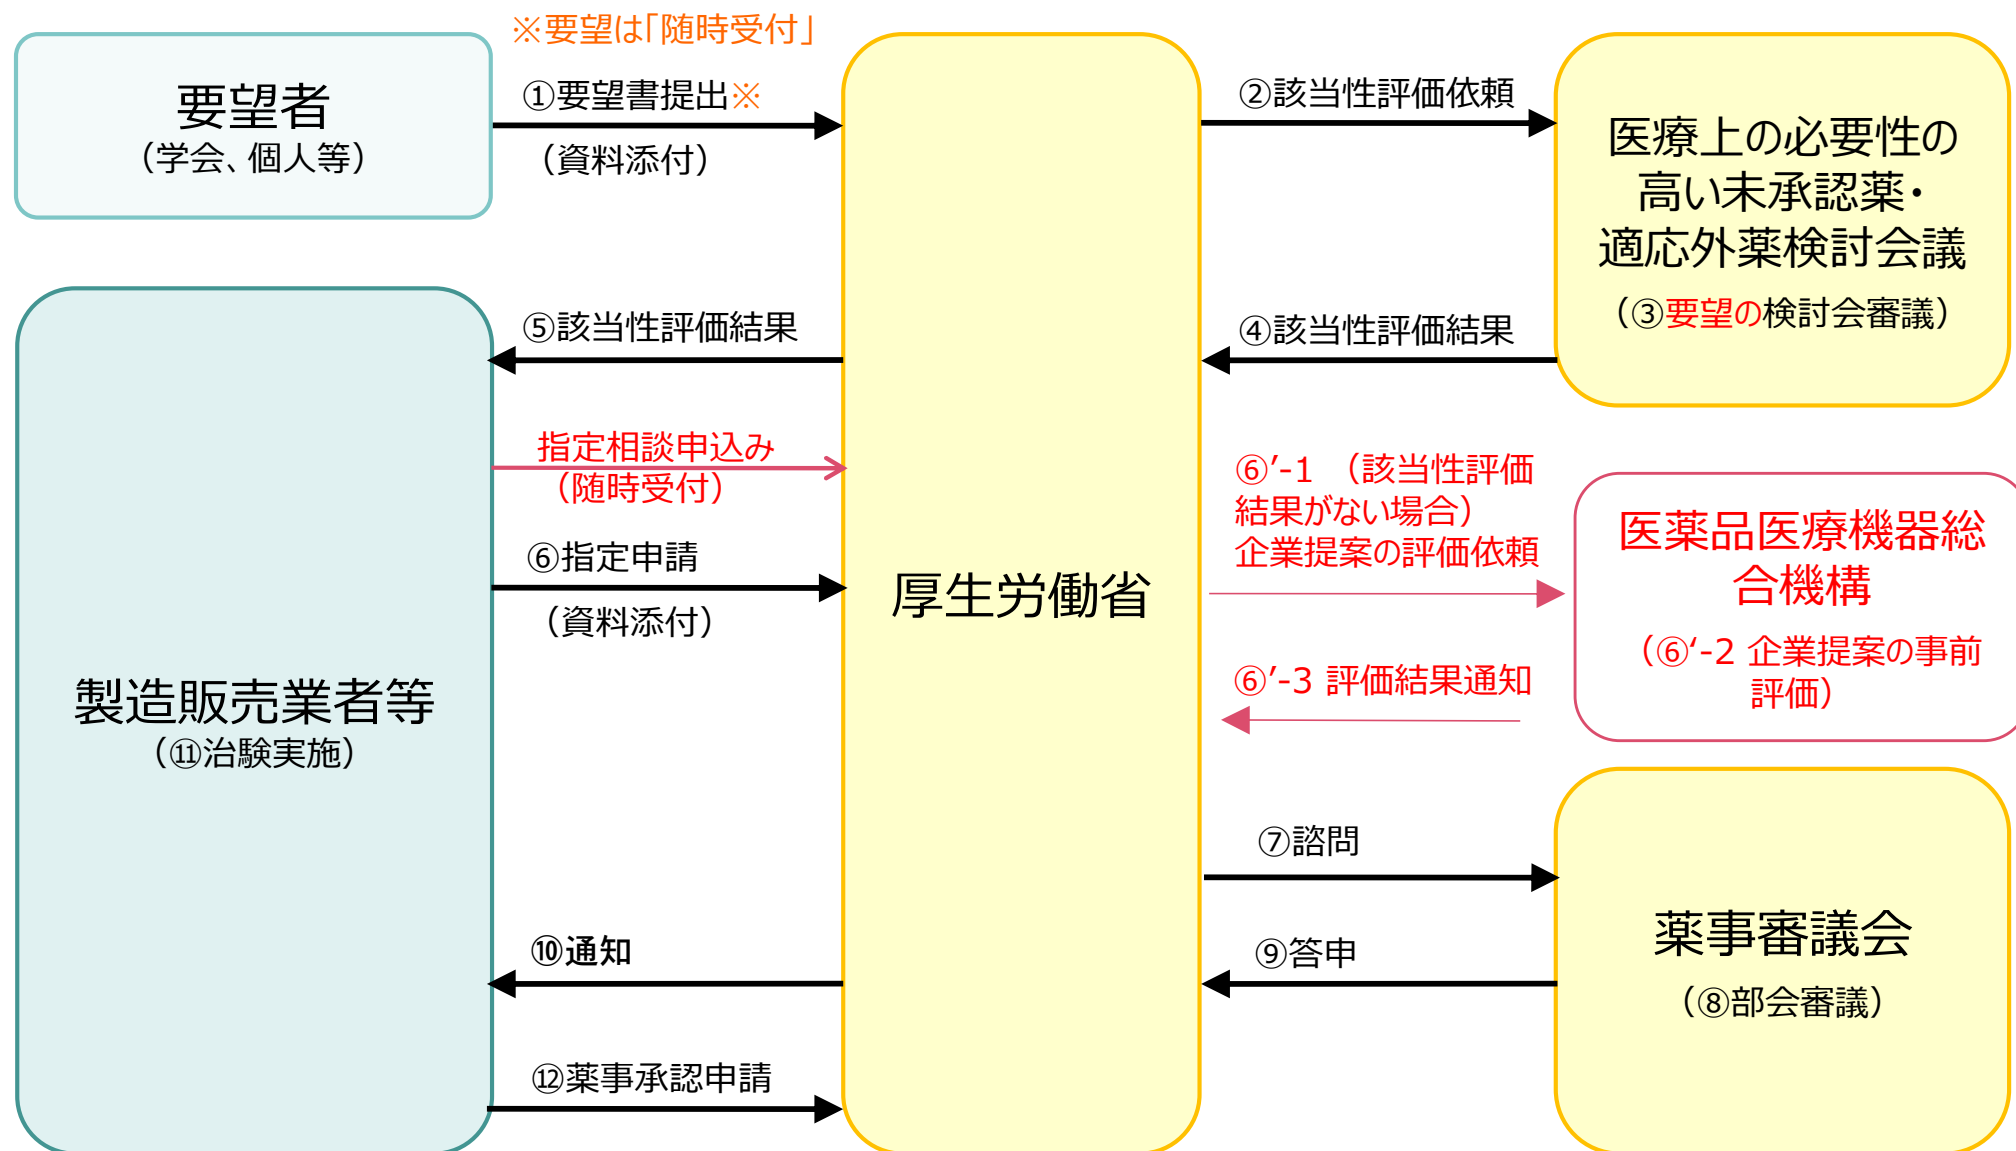 ※要望は「随時受付」
要望者
（学会、個人等）
①要望書提出※
（資料添付）
②該当性評価依頼
医療上の必要性の
高い未承認薬・
適応外薬検討会議
（③要望の検討会審議）
⑤該当性評価結果
④該当性評価結果
指定相談申込み
（随時受付）
⑥’-1 （該当性評価
結果がない場合）
企業提案の評価依頼
医薬品医療機器総
合機構
（⑥‘-2 企業提案の事前
評価）
⑥指定申請
（資料添付）
厚生労働省
⑥’-3 評価結果通知
製造販売業者等
（⑪治験実施）
⑦諮問
薬事審議会
（⑧部会審議）
⑩通知
⑨答申
⑫薬事承認申請